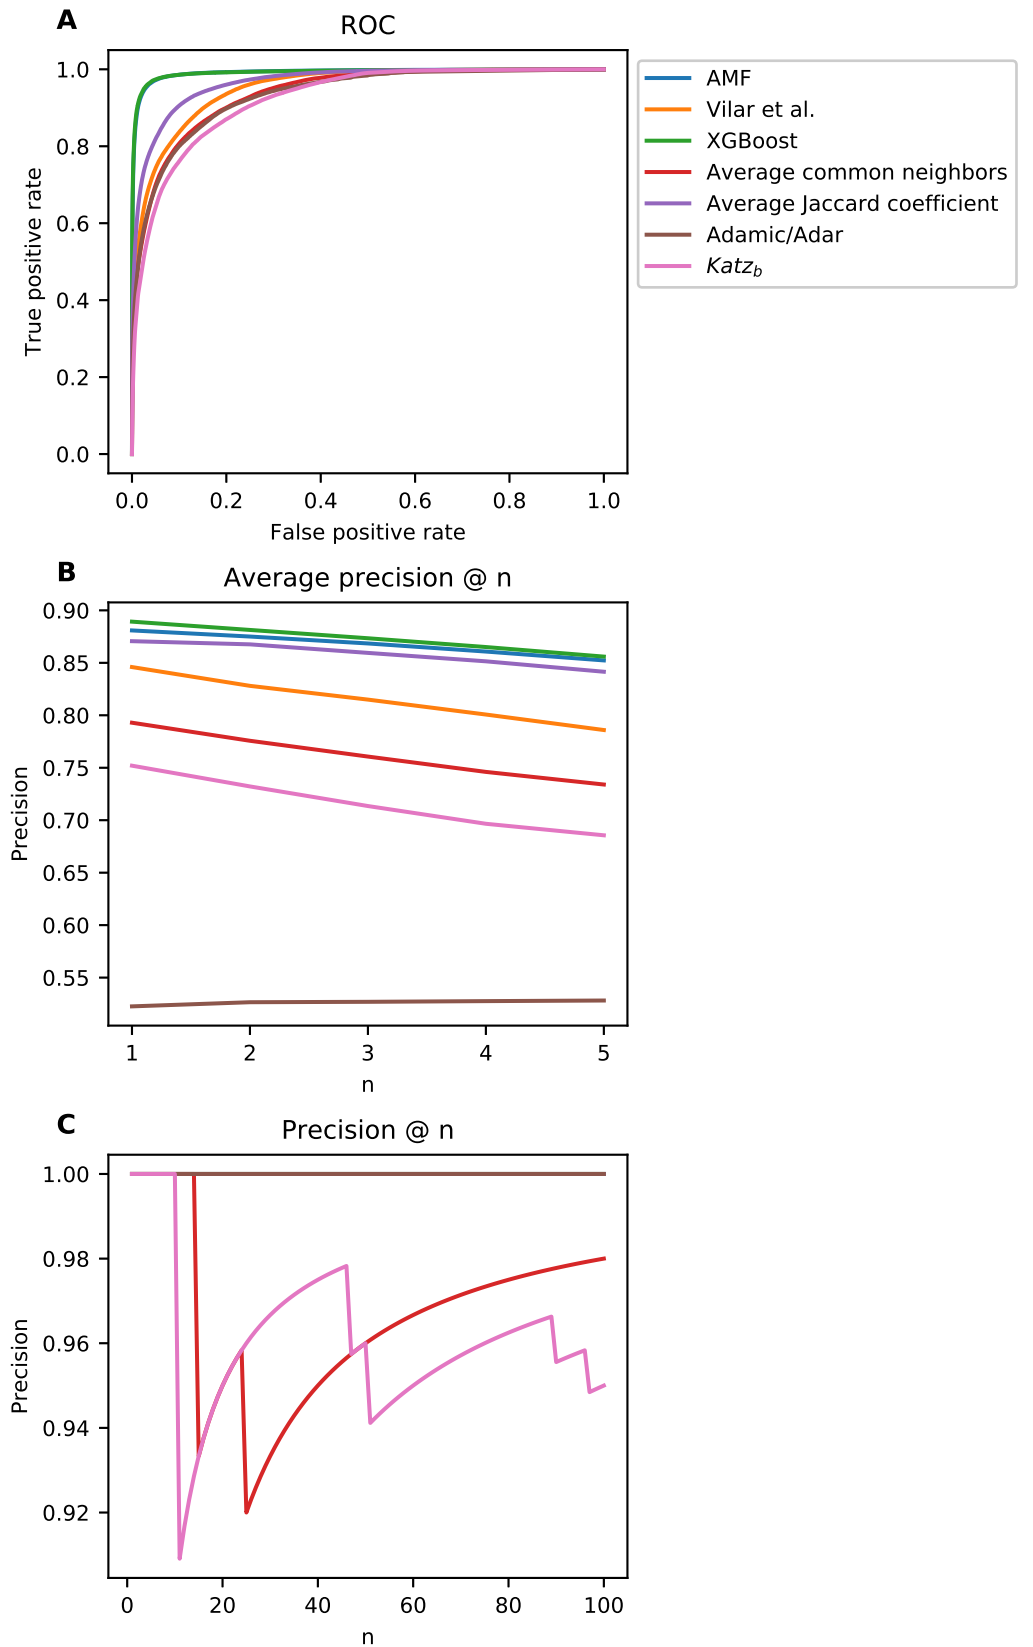 A
ROC
1.0
0.8
0.6
0.4
0.2
0.0
True positive rate
0.0 0.2 0.4 0.6 0.8 1.0
False positive rate
AMF
Vilar et al.
XGBoost
Average common neighbors
Average Jaccard coefficient
Adamic/Adar
Katz_b
B
Average precision @ n
0.90
0.85
0.80
0.75
0.70
0.65
0.60
0.55
Precision
1 2 3 4 5
n
C
Precision @ n
1.00
0.98
0.96
0.94
0.92
Precision
0 20 40 60 80 100
n